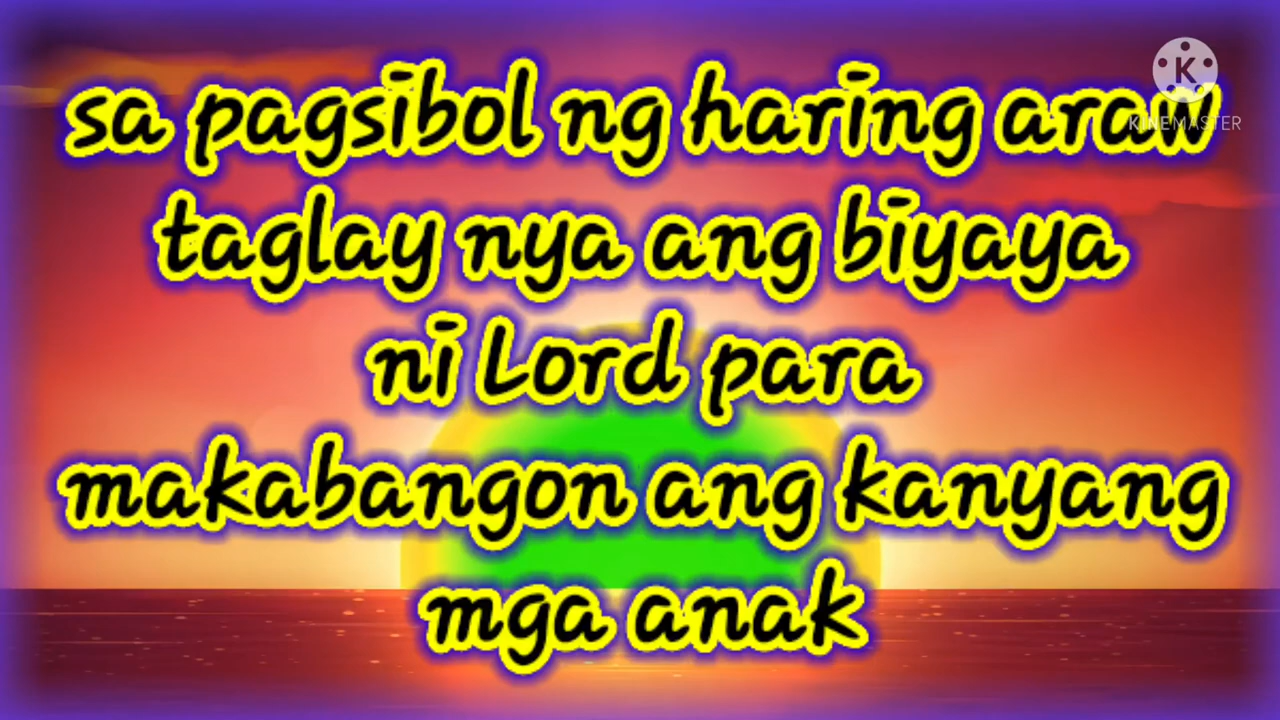 sa pagsibol ng haring araw
taglay nya ang biyaya
ni Lord para
makabangon ang kanyang
mga anak
K
KINEMASTER